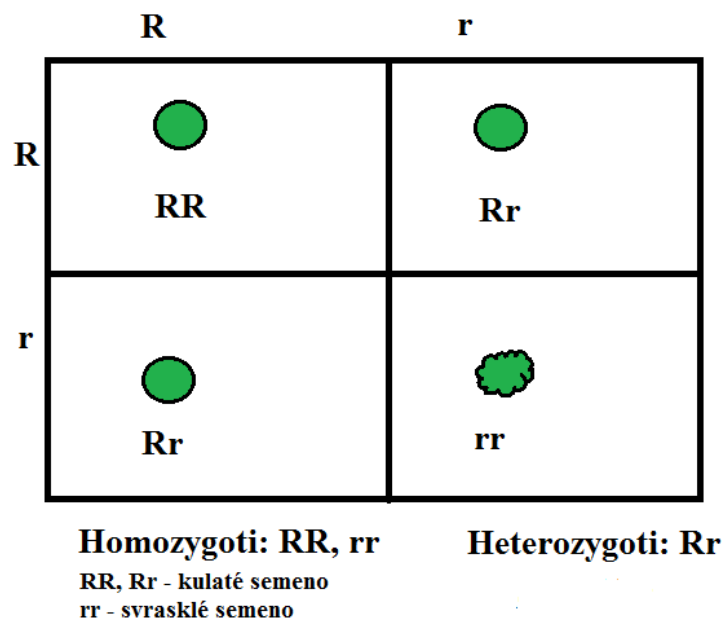 R r
R
RR Rr
r
Rr rr
Homozygoti: RR, rr Heterozygoti: Rr
RR, Rr - kulaté semeno
rr - svrasklé semeno